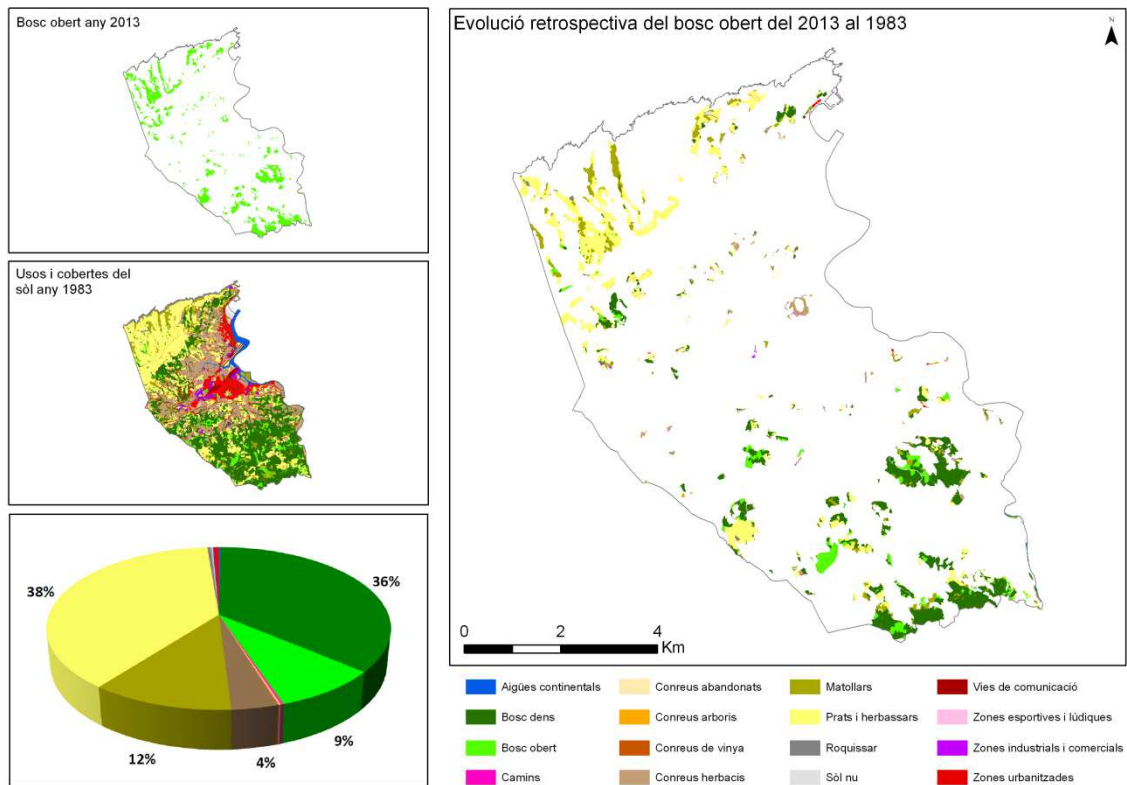 Bosc obert any 2013
Usos i cobertes del
sòl any 1983
38%
36%
12%
4%
9%
Evolució retrospectiva del bosc obert del 2013 al 1983
N
0 2 4
Km
Aigües continentals
Bosc dens
Bosc obert
Camins
Conreus abandonats
Conreus arboris
Conreus de vinya
Conreus herbacis
Matollars
Prats i herbassars
Roquissar
Sòl nu
Vies de comunicació
Zones esportives i lúdiques
Zones industrials i comercials
Zones urbanitzades